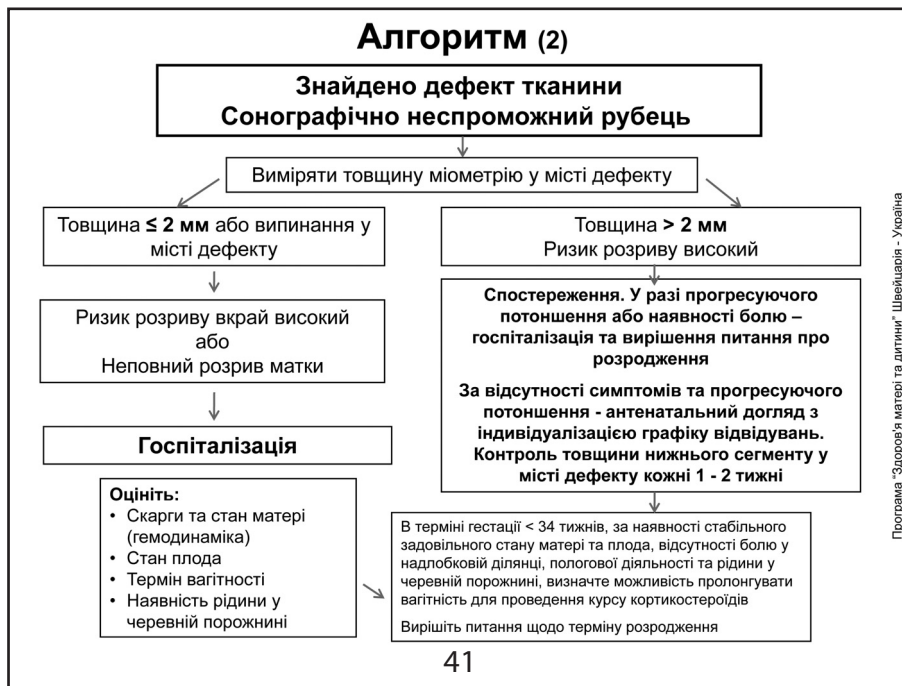 Алгоритм (2)
Знайдено дефект тканини
Сонографічно неспроможний рубець
Виміряти товщину міометрію у місті дефекту
Товщина ≤ 2 мм або випинання у
місті дефекту
Товщина > 2 мм
Ризик розриву високий
Ризик розриву вкрай високий
або
Неповний розрив матки
Спостереження. У разі прогресуючого
потоншення або наявності болю –
госпіталізація та вирішення питання про
розродження
За відсутності симптомів та прогресуючого
потоншення - антенатальний догляд з
індивідуалізацією графіку відвідувань.
Контроль товщини нижнього сегменту у
місті дефекту кожні 1 - 2 тижні
Госпіталізація
Оцініть:
• Скарги та стан матері
(гемодинаміка)
• Стан плода
• Термін вагітності
• Наявність рідини у
черевній порожнині
В терміні гестації < 34 тижнів, за наявності стабільного
задовільного стану матері та плода, відсутності болю у
надлобковій ділянці, пологової діяльності та рідини у
черевній порожнині, визначте можливість пролонгувати
вагітність для проведення курсу кортикостероїдів
Вирішіть питання щодо терміну розродження
Програма "Здоров'я матері та дитини" Швейцарія - Україна
41